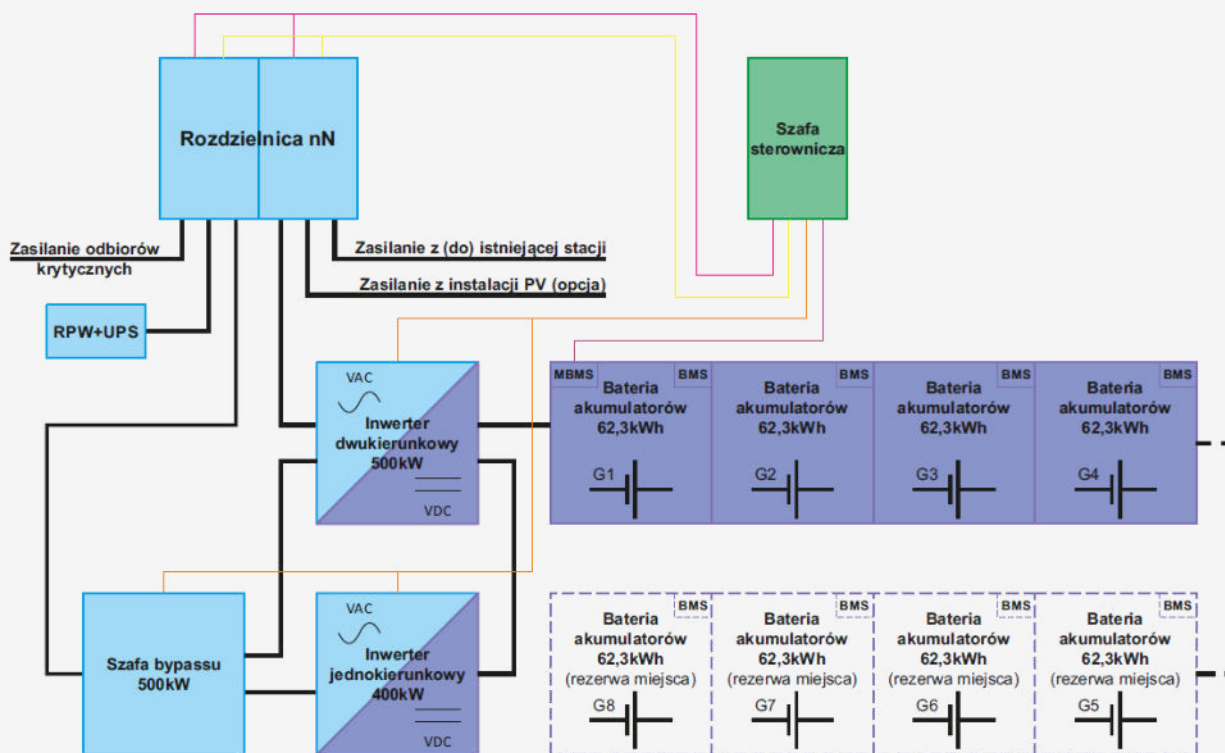 Rozdzielnica nN
Szafa
sterownicza
Zasilanie odbiorów
krytycznych
Zasilanie z (do) istniejącej stacji
Zasilanie z instalacji PV (opcja)
RPW+UPS
VAC
Inwerter
dwukierunkowy
500kW
VDC
MBMS
BMS
Bateria
akumulatorów
62,3kWh
G1
BMS
Bateria
akumulatorów
62,3kWh
G2
BMS
Bateria
akumulatorów
62,3kWh
G3
BMS
Bateria
akumulatorów
62,3kWh
G4
Szafa bypassu
500kW
VAC
Inwerter
jednokierunkowy
400kW
VDC
BMS
Bateria
akumulatorów
62,3kWh
(rezerwa miejsca)
G8
BMS
Bateria
akumulatorów
62,3kWh
(rezerwa miejsca)
G7
BMS
Bateria
akumulatorów
62,3kWh
(rezerwa miejsca)
G6
BMS
Bateria
akumulatorów
62,3kWh
(rezerwa miejsca)
G5